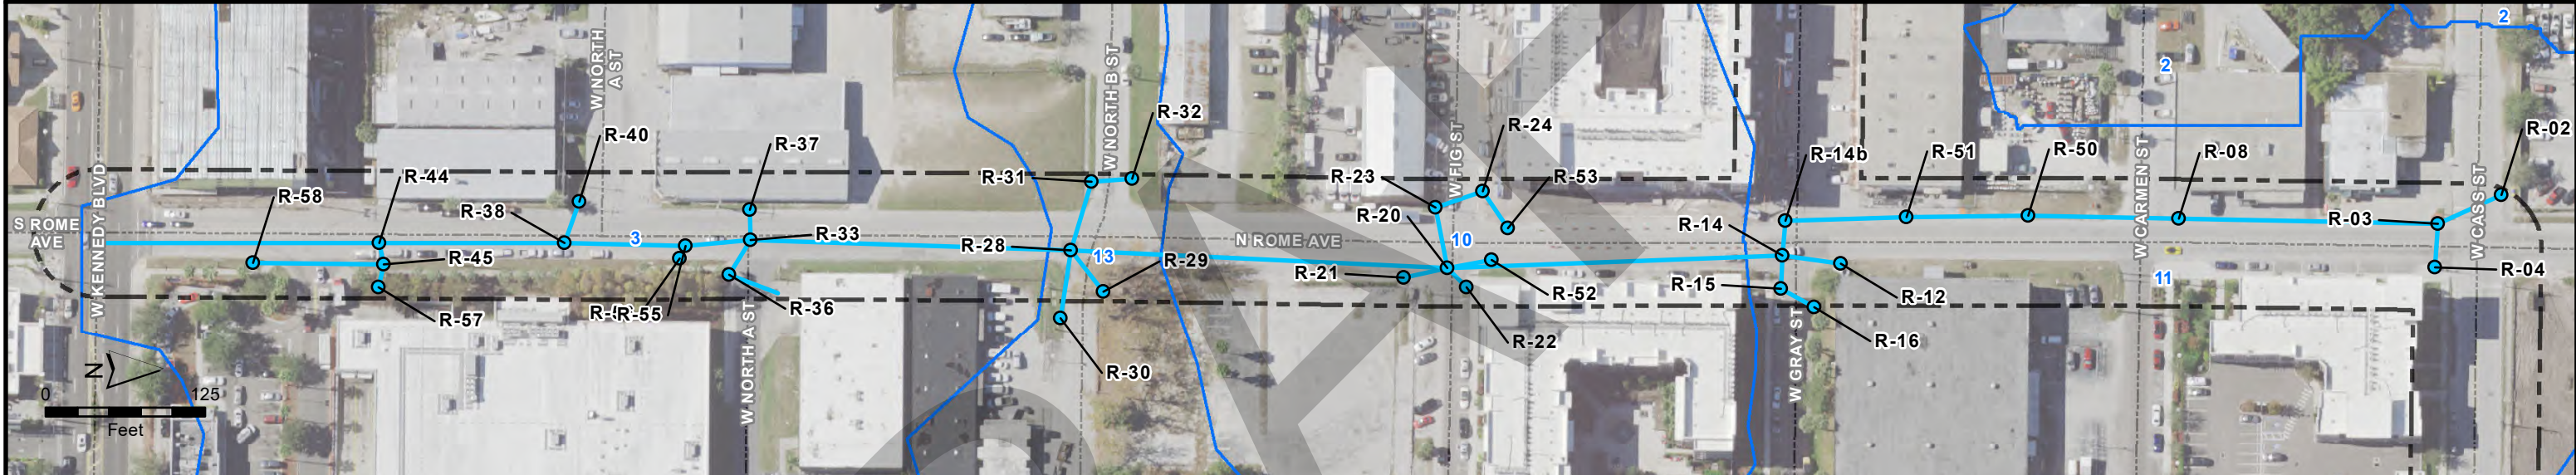 2
2
W NORTH
A ST
W NORTH B ST
R-32
R-40
R-37
R-24
R-02
R-44
R-31
R-23
W FIG ST
R-53
R-14b
R-51
R-50
W CARMEN ST
R-08
W CASS ST
W KENNEDY BLVD
R-58
R-38
R-20
R-14
R-03
S ROME
AVE
3
R-33
R-28
N ROME AVE
10
R-45
13
R-29
R-21
R-52
R-15
R-12
11
R-04
R-57
R-55
R-36
W NORTH A ST
R-22
W GRAY ST
R-16
R-30
N
0
125
Feet